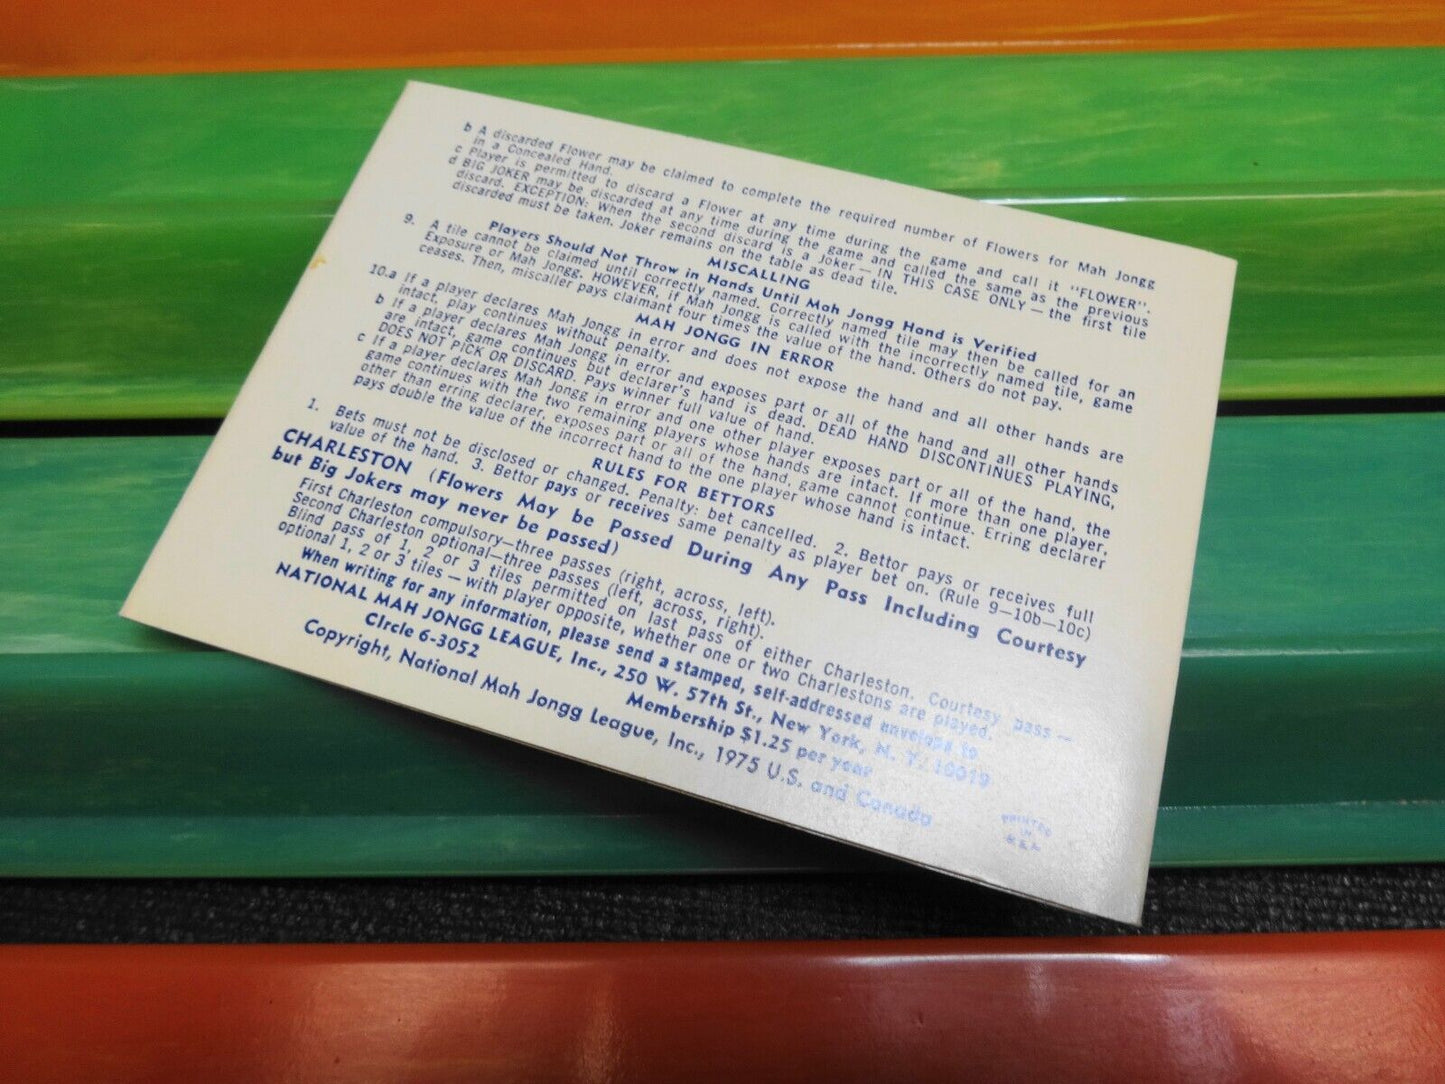 b A discarded Flower may be claimed to complete the required number of Flowers for Mah Jongg
in a Concealed Hand.
c Player is permitted to discard a Flower at any time during the game and call it "FLOWER".
d BIG JOKER may be discarded at any time during the game and called the same as the previous
discard. EXCEPTION: When the second discard is a Joker — IN THIS CASE ONLY — the first tile
discarded must be taken. Joker remains on the table as dead tile.
MISCALLING
Players Should Not Throw in Hands Until Mah Jongg Hand is Verified
9. A tile cannot be claimed until correctly named. Correctly named tile may then be called for an
Exposure or Mah Jongg. HOWEVER, if Mah Jongg is called with the incorrectly named tile, game
ceases. Then, miscaller pays claimant four times the value of the hand. Others do not pay.
MAH JONGG IN ERROR
10.a If a player declares Mah Jongg in error and does not expose the hand and all other hands are
intact, play continues without penalty.
b If a player declares Mah Jongg in error and exposes part or all of the hand and all other hands
are intact, game continues but declarer's hand is dead. DEAD HAND DISCONTINUES PLAYING,
DOES NOT PICK OR DISCARD. Pays winner full value of hand.
c If a player declares Mah Jongg in error and one other player exposes part or all of the hand, the
game continues with the two remaining players whose hands are intact. If more than one player,
other than erring declarer, exposes part or all of the hand, game cannot continue. Erring declarer
pays double the value of the incorrect hand to the one player whose hand is intact.
RULES FOR BETTORS
1. Bets must not be disclosed or changed. Penalty: bet cancelled. 2. Bettor pays or receives full
value of the hand. 3. Bettor pays or receives same penalty as player bet on. (Rule 9—10b—10c)
CHARLESTON (Flowers May be Passed During Any Pass Including Courtesy
but Big Jokers may never be passed)
First Charleston compulsory—three passes (right, across, left).
Second Charleston optional—three passes (left, across, right).
Blind pass of 1, 2 or 3 tiles permitted on last pass of either Charleston. Courtesy pass —
optional 1, 2 or 3 tiles — with player opposite, whether one or two Charlestons are played.
When writing for any information, please send a stamped, self-addressed envelope to
NATIONAL MAH JONGG LEAGUE, Inc., 250 W. 57th St., New York, N. Y. 10019
CIrcle 6-3052 Membership $1.25 per year
Copyright, National Mah Jongg League, Inc., 1975 U.S. and Canada
PRINTED
IN
U.S.A.